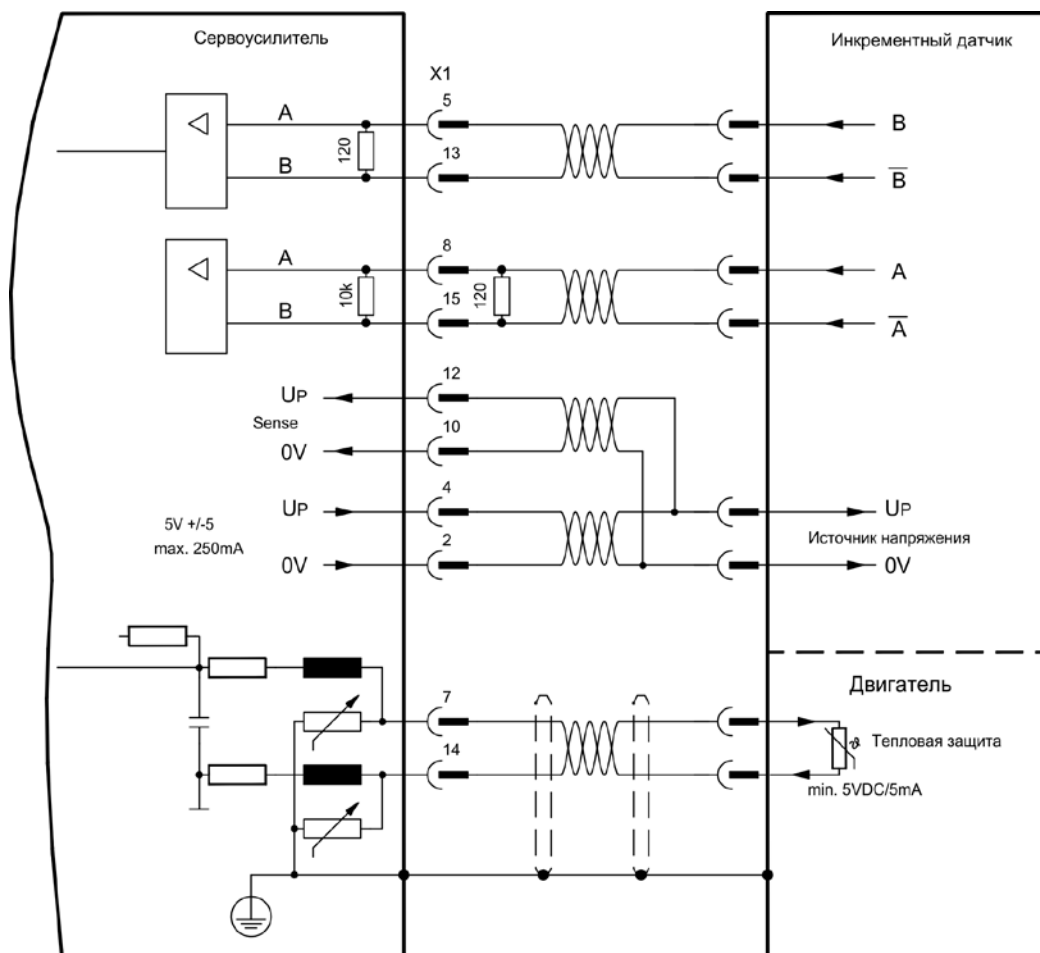 Сервоусилитель
Инкрементный датчик
X1
A
5
B
120
B
13
B
A
8
A
10k
120
B
15
A
UP
12
Sense
0V
10
UP
4
UP
5V +/-5
max. 250mA
Источник напряжения
0V
2
0V
Двигатель
7
ϑ Тепловая защита
14
min. 5VDC/5mA